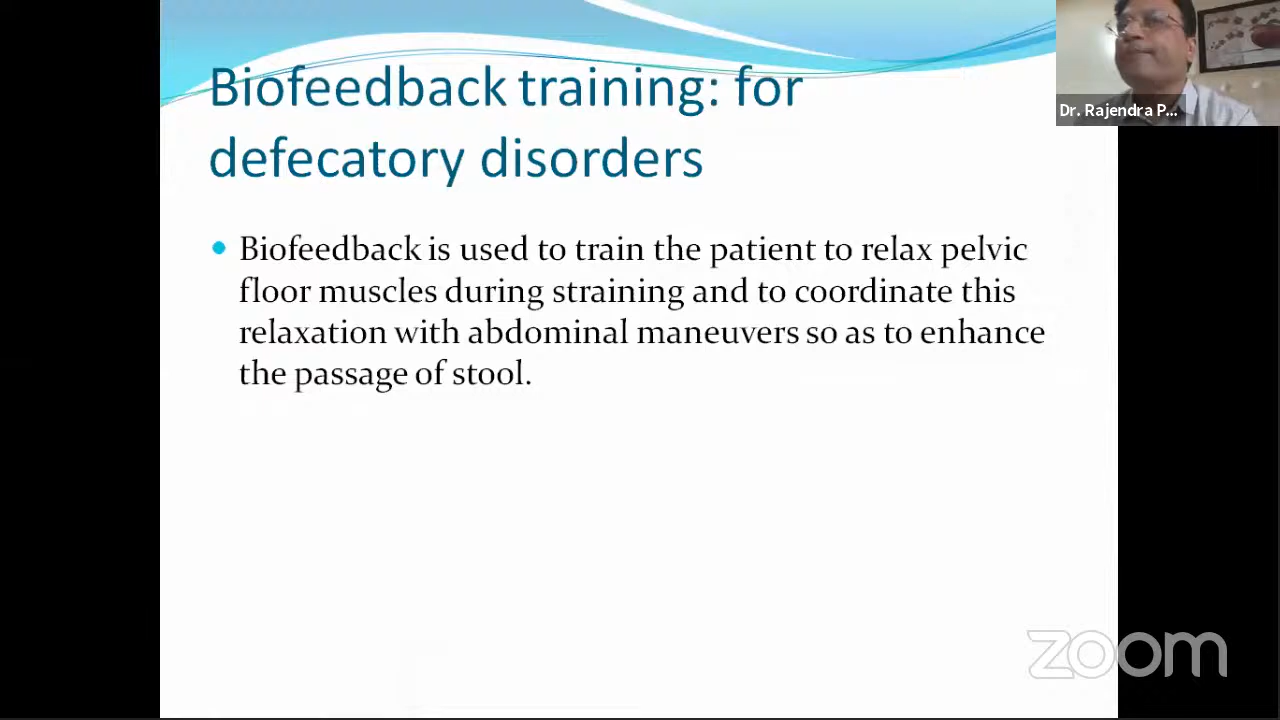 Biofeedback training: for
defecatory disorders
Dr. Rajendra P...
Biofeedback is used to train the patient to relax pelvic
floor muscles during straining and to coordinate this
relaxation with abdominal maneuvers so as to enhance
the passage of stool.
zoom